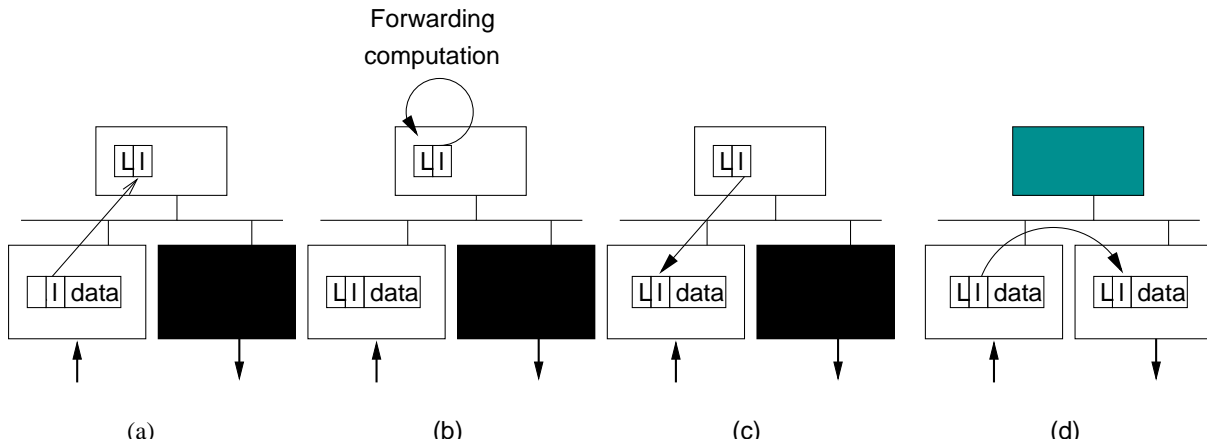 Forwarding
computation
L I
L I
L I
I data
L I data
L I data
L I data
L I data
(a)
(b)
(c)
(d)